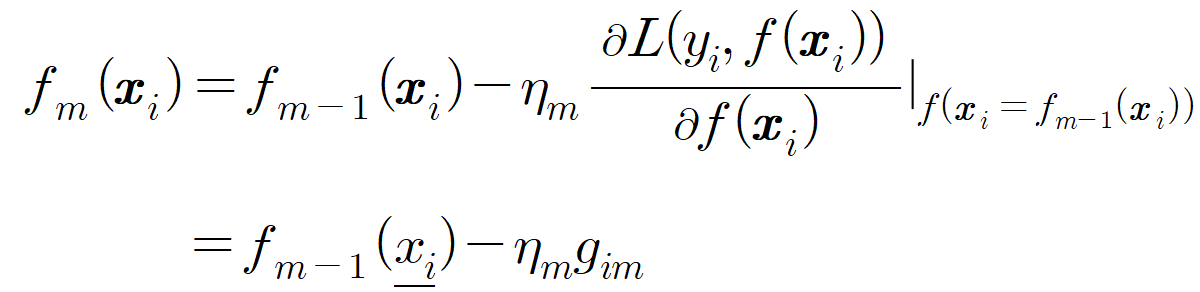 f_m(𝒙_i) = f_{m-1}(𝒙_i) − η_m ∂L(y_i, f(𝒙_i)) / ∂f(𝒙_i) |_{f(𝒙_i = f_{m-1}(𝒙_i))}
= f_{m-1}(x_i) − η_m g_{im}